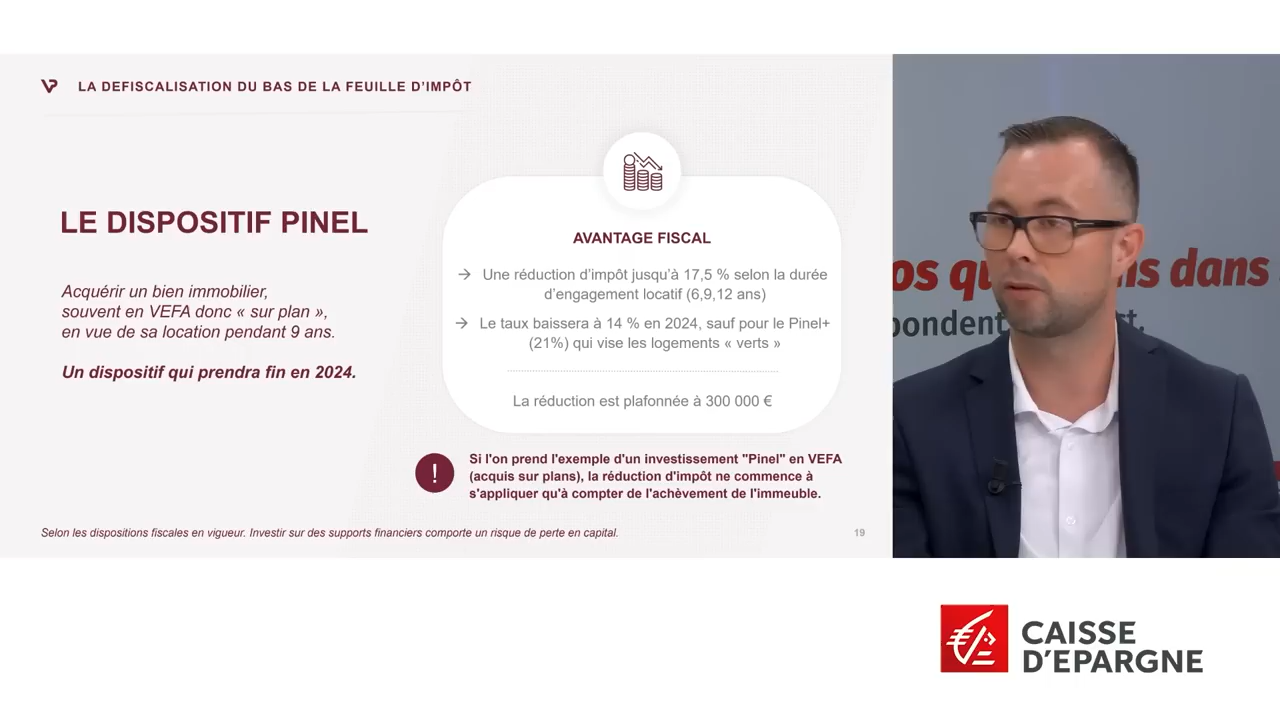 LA DEFISCALISATION DU BAS DE LA FEUILLE D'IMPÔT
LE DISPOSITIF PINEL
Acquérir un bien immobilier,
souvent en VEFA donc « sur plan »,
en vue de sa location pendant 9 ans.
Un dispositif qui prendra fin en 2024.
AVANTAGE FISCAL
→ Une réduction d'impôt jusqu'à 17,5 % selon la durée
d'engagement locatif (6,9,12 ans)
→ Le taux baissera à 14 % en 2024, sauf pour le Pinel+
(21%) qui vise les logements « verts »
La réduction est plafonnée à 300 000 €
!
Si l'on prend l'exemple d'un investissement "Pinel" en VEFA
(acquis sur plans), la réduction d'impôt ne commence à
s'appliquer qu'à compter de l'achèvement de l'immeuble.
Selon les dispositions fiscales en vigueur. Investir sur des supports financiers comporte un risque de perte en capital.
19
dans
CAISSE
D'EPARGNE